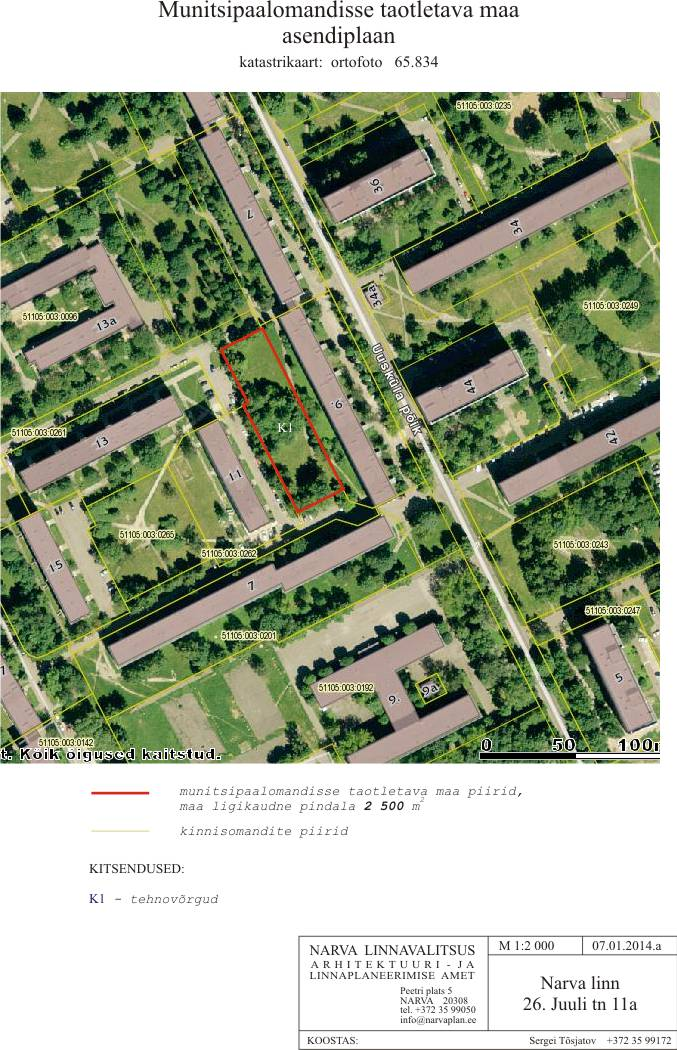 Munitsipaalomandisse taotletava maa
asendiplaan
katastrikaart: ortofoto 65.834
51105:003:0235
36
7
34
34a
51105:003:0249
51105:003:0096
13a
Uusküla põik
44
9
K1
42
51105:003:0261
13
11
51105:003:0265
51105:003:0262
51105:003:0243
15
7
51105:003:0247
51105:003:0201
5
51105:003:0192
9
9a
1
51105:003:0142
t. Kõik õigused kaitstud.
0 50 100m
munitsipaalomandisse taotletava maa piirid,
maa ligikaudne pindala 2 500 m²
kinnisomandite piirid
KITSENDUSED:
K1 - tehnovõrgud
NARVA LINNAVALITSUS
ARHITEKTUURI-JA
LINNAPLANEERIMISE AMET
Peetri plats 5
NARVA 20308
tel. +372 35 99050
info@narvaplan.ee
M 1:2 000
07.01.2014.a
Narva linn
26. Juuli tn 11a
KOOSTAS:
Sergei Tõsjatov +372 35 99172